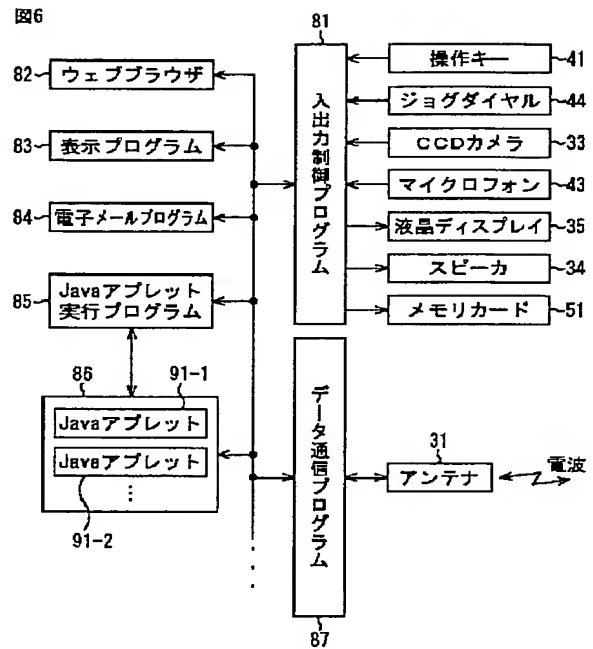 図6
81
82
ウェブブラウザ
83
表示プログラム
84
電子メールプログラム
85
Javaアプレット
実行プログラム
86
91-1
Javaアプレット
Javaアプレット
⋮
91-2
入出力制御プログラム
操作キー
41
ジョグダイヤル
44
CCDカメラ
33
マイクロフォン
43
液晶ディスプレイ
35
スピーカ
34
メモリカード
51
データ通信プログラム
87
31
アンテナ
電波